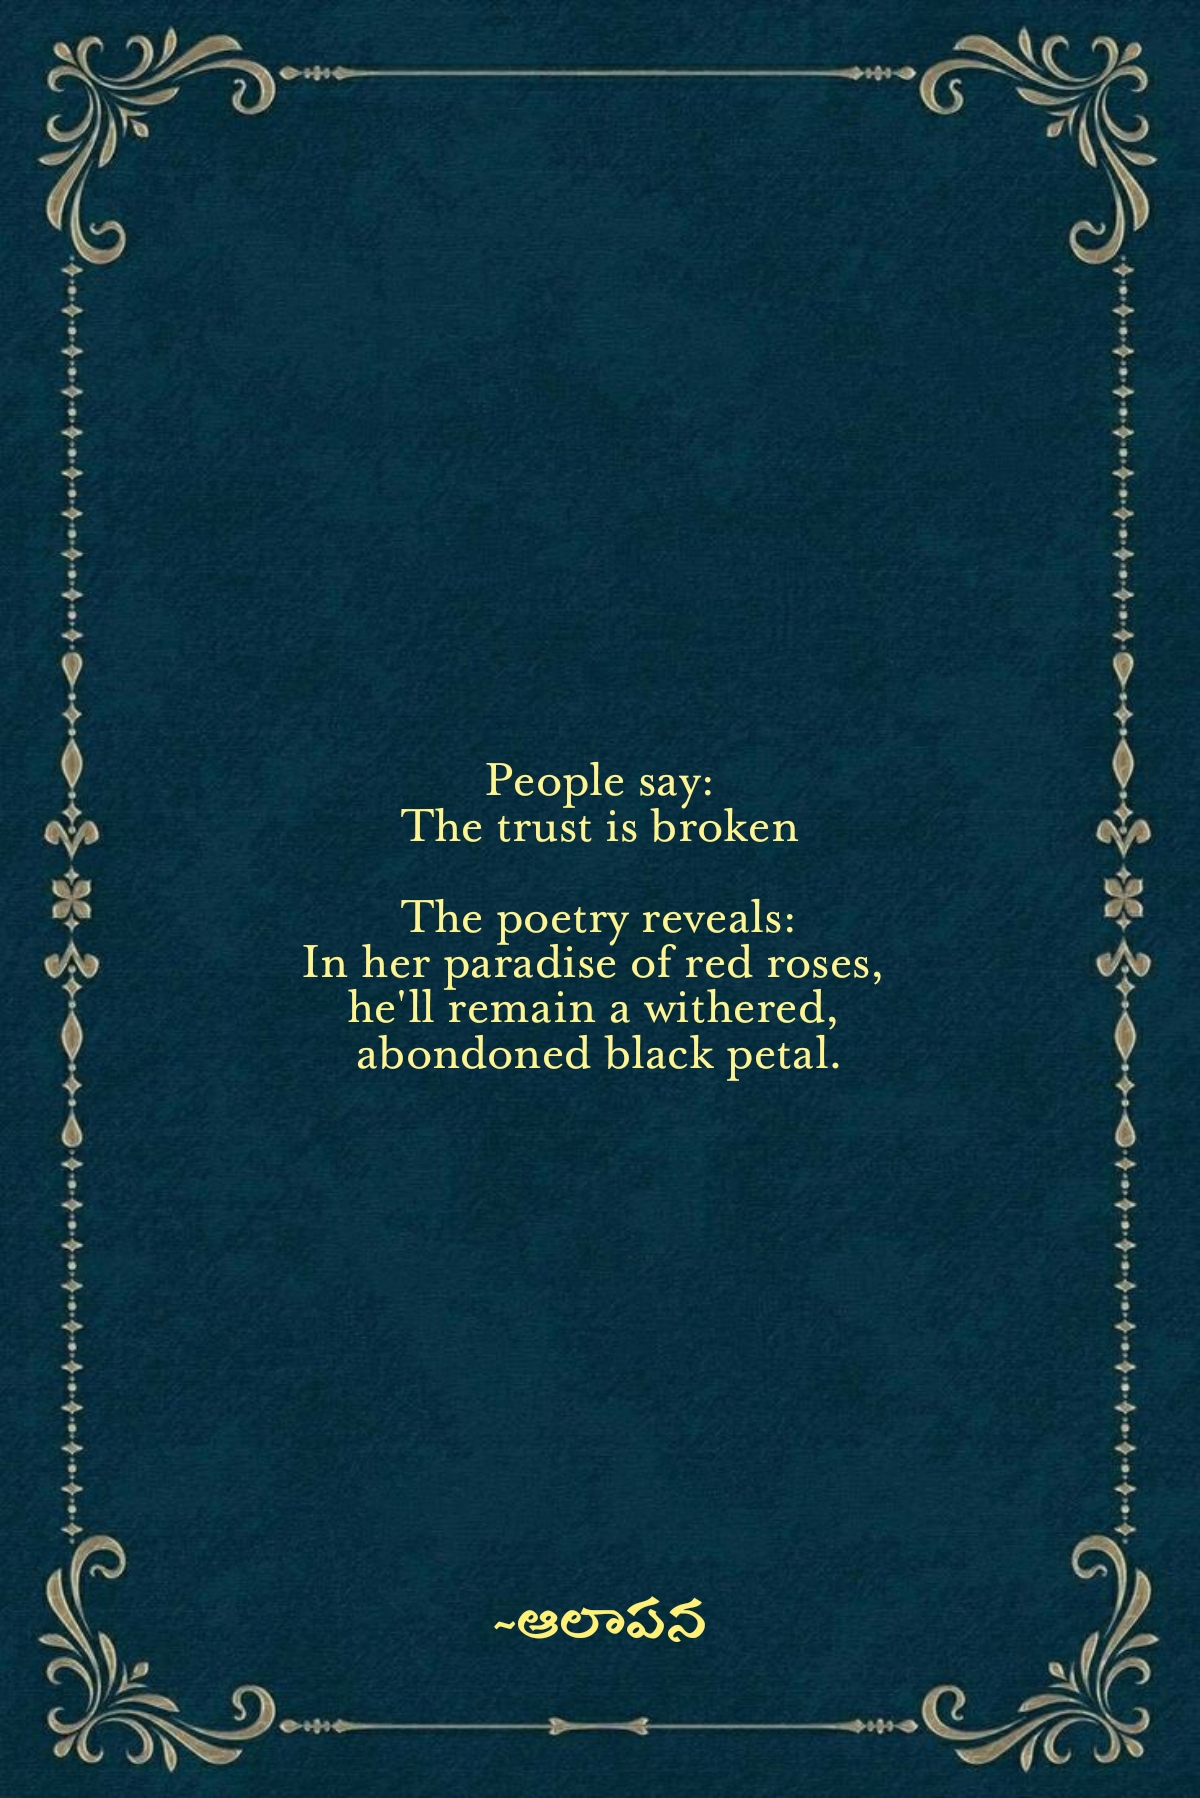 People say:
The trust is broken
The poetry reveals:
In her paradise of red roses,
he'll remain a withered,
abondoned black petal.
~ఆలాపన